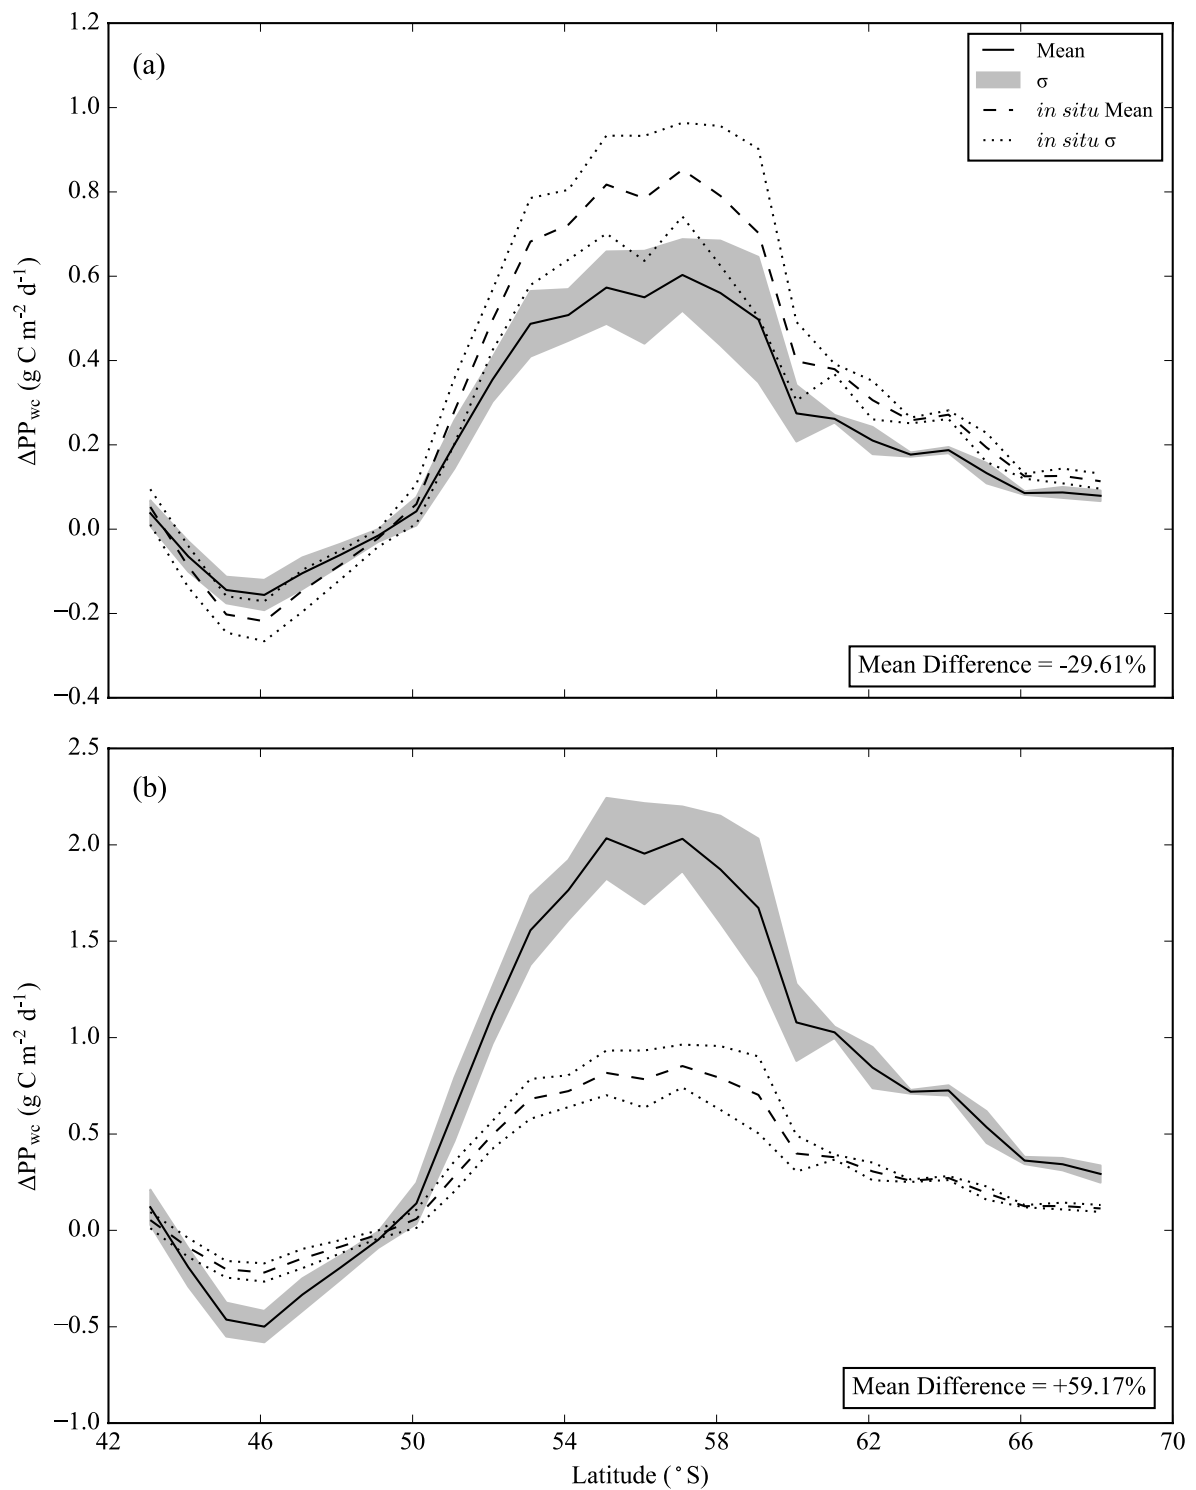 1.2
1.0
0.8
0.6
0.4
0.2
0.0
−0.2
−0.4
ΔPPwc (g C m-2 d-1)
(a)
Mean
σ
in situ Mean
in situ σ
Mean Difference = -29.61%
2.5
2.0
1.5
1.0
0.5
0.0
−0.5
−1.0
ΔPPwc (g C m-2 d-1)
(b)
Mean Difference = +59.17%
42 46 50 54 58 62 66 70
Latitude (°S)